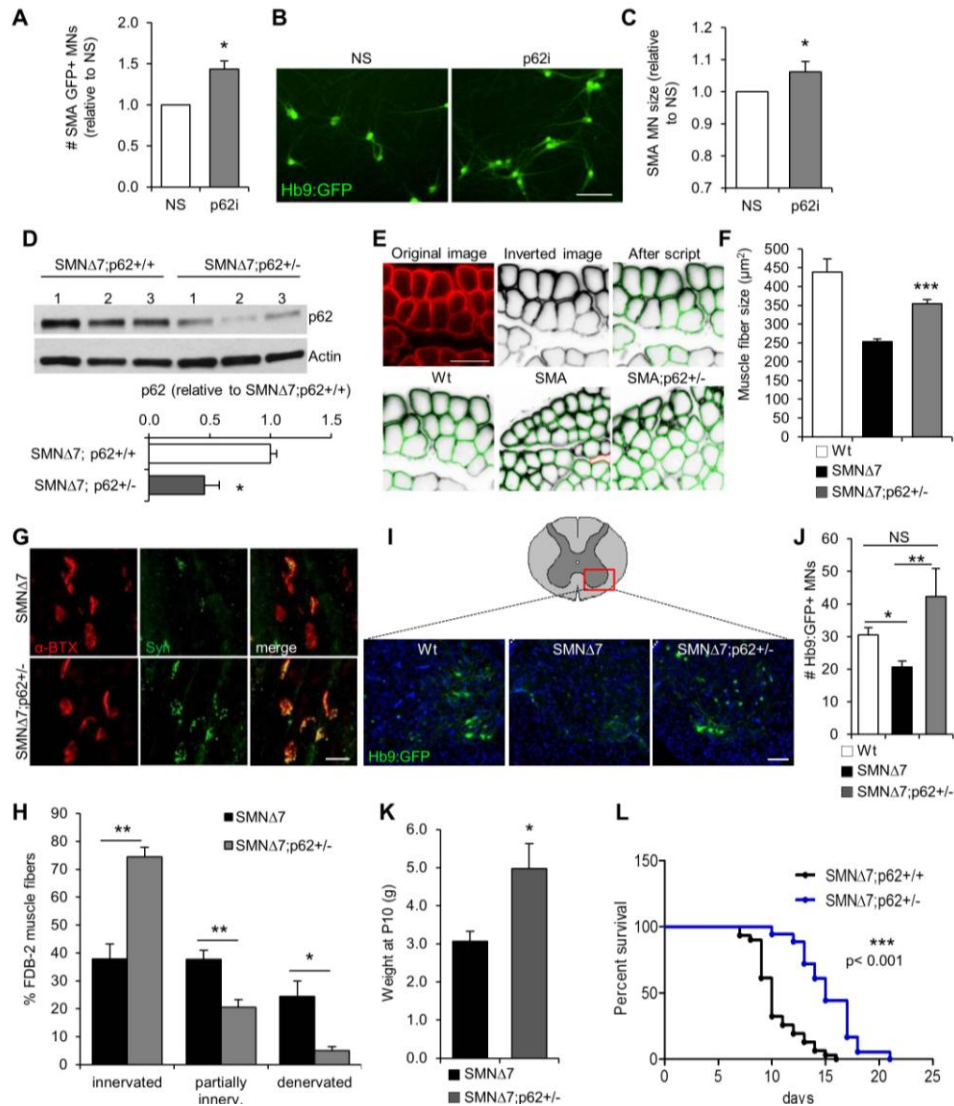 A
# SMA GFP+ MNs
(relative to NS)
2.0
1.5
1.0
0.5
0.0
*
NS
p62i
B
NS
p62i
Hb9:GFP
C
SMA MN size (relative
to NS)
1.2
1.1
1.0
0.9
0.8
0.7
*
NS
p62i
D
SMNΔ7;p62+/+
SMNΔ7;p62+/-
1 2 3 1 2 3
p62
Actin
p62 (relative to SMNΔ7;p62+/+)
0.0 0.5 1.0 1.5
SMNΔ7; p62+/+
SMNΔ7; p62+/-
*
E
Original image
Inverted image
After script
Wt
SMA
SMA;p62+/-
F
Muscle fiber size (µm²)
500
450
400
350
300
250
200
150
100
50
0
***
Wt
SMNΔ7
SMNΔ7;p62+/-
G
SMNΔ7
SMNΔ7;p62+/-
α-BTX
Syn
merge
H
% FDB-2 muscle fibers
90
80
70
60
50
40
30
20
10
0
SMNΔ7
SMNΔ7;p62+/-
**
**
*
innervated
partially
innerv.
denervated
I
Wt
SMNΔ7
SMNΔ7;p62+/-
Hb9:GFP
J
# Hb9:GFP+ MNs
60
50
40
30
20
10
0
NS
**
*
Wt
SMNΔ7
SMNΔ7;p62+/-
K
Weight at P10 (g)
6.0
5.0
4.0
3.0
2.0
1.0
0.0
*
SMNΔ7
SMNΔ7;p62+/-
L
SMNΔ7;p62+/+
SMNΔ7;p62+/-
Percent survival
100
50
0
***
p< 0.001
0 5 10 15 20 25
days